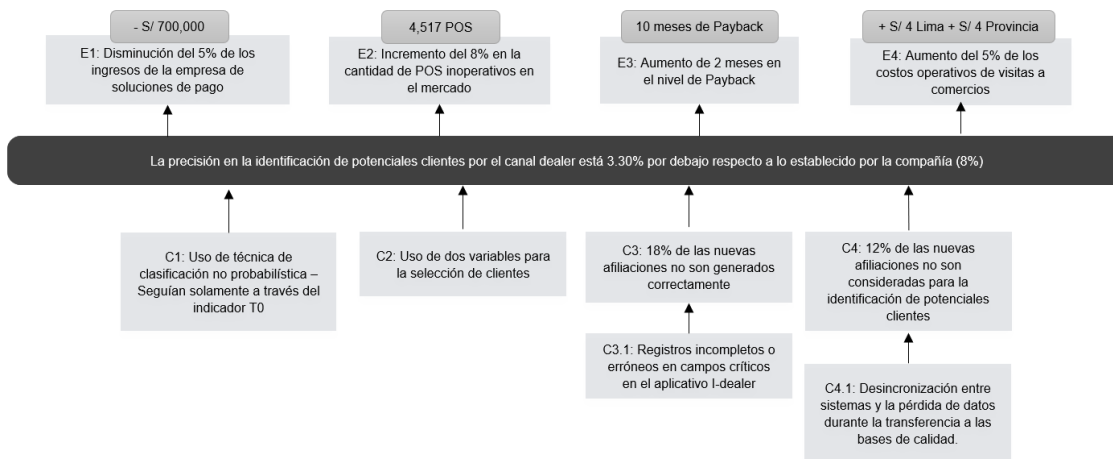 - S/ 700,000
E1: Disminución del 5% de los
ingresos de la empresa de
soluciones de pago
4,517 POS
E2: Incremento del 8% en la
cantidad de POS inoperativos en
el mercado
10 meses de Payback
E3: Aumento de 2 meses en
el nivel de Payback
+ S/ 4 Lima + S/ 4 Provincia
E4: Aumento del 5% de los
costos operativos de visitas a
comercios
La precisión en la identificación de potenciales clientes por el canal dealer está 3.30% por debajo respecto a lo establecido por la compañía (8%)
C1: Uso de técnica de
clasificación no probabilística –
Seguían solamente a través del
indicador T0
C2: Uso de dos variables para
la selección de clientes
C3: 18% de las nuevas
afiliaciones no son generados
correctamente
C3.1: Registros incompletos o
erróneos en campos críticos
en el aplicativo I-dealer
C4: 12% de las nuevas
afiliaciones no son
consideradas para la
identificación de potenciales
clientes
C4.1: Desincronización entre
sistemas y la pérdida de datos
durante la transferencia a las
bases de calidad.